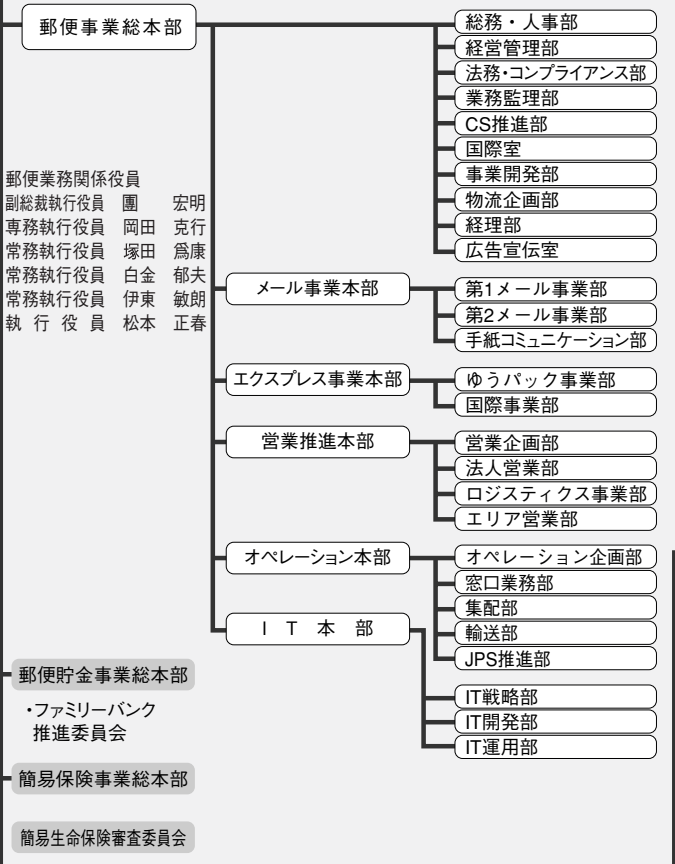 郵便事業総本部
総務・人事部
経営管理部
法務・コンプライアンス部
業務監理部
CS推進部
国際室
事業開発部
物流企画部
経理部
広告宣伝室
郵便業務関係役員
副総裁執行役員 團 宏明
専務執行役員 岡田 克行
常務執行役員 塚田 爲康
常務執行役員 白金 郁夫
常務執行役員 伊東 敏朗
執行役員 松本 正春
メール事業本部
第1メール事業部
第2メール事業部
手紙コミュニケーション部
エクスプレス事業本部
ゆうパック事業部
国際事業部
営業推進本部
営業企画部
法人営業部
ロジスティクス事業部
エリア営業部
オペレーション本部
オペレーション企画部
窓口業務部
集配部
輸送部
JPS推進部
IT本部
IT戦略部
IT開発部
IT運用部
郵便貯金事業総本部
・ファミリーバンク
推進委員会
簡易保険事業総本部
簡易生命保険審査委員会